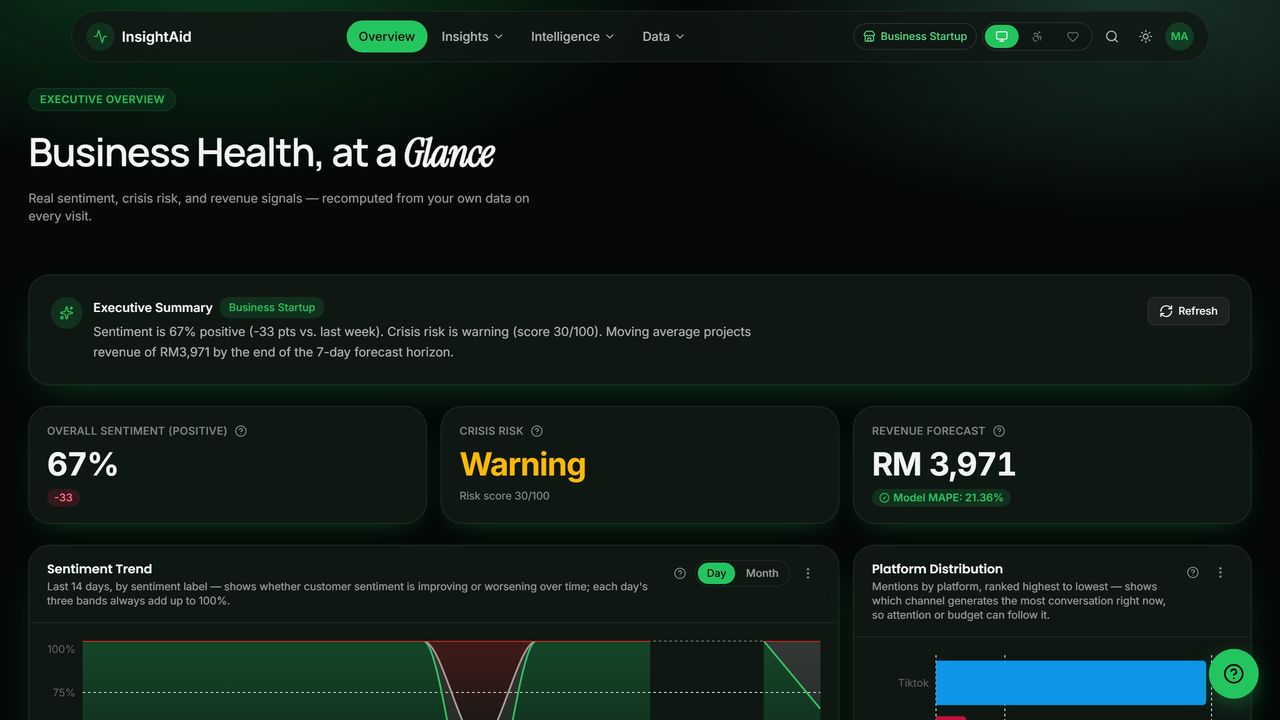 InsightAid
Overview
Insights
Intelligence
Data
Business Startup
MA
EXECUTIVE OVERVIEW
Business Health, at a Glance
Real sentiment, crisis risk, and revenue signals — recomputed from your own data on
every visit.
Executive Summary
Business Startup
Refresh
Sentiment is 67% positive (-33 pts vs. last week). Crisis risk is warning (score 30/100). Moving average projects
revenue of RM3,971 by the end of the 7-day forecast horizon.
OVERALL SENTIMENT (POSITIVE)
67%
-33
CRISIS RISK
Warning
Risk score 30/100
REVENUE FORECAST
RM 3,971
Model MAPE: 21.36%
Sentiment Trend
Last 14 days, by sentiment label — shows whether customer sentiment is improving or worsening over time; each day's
three bands always add up to 100%.
Day
Month
100%
75%
Platform Distribution
Mentions by platform, ranked highest to lowest — shows
which channel generates the most conversation right now,
so attention or budget can follow it.
Tiktok